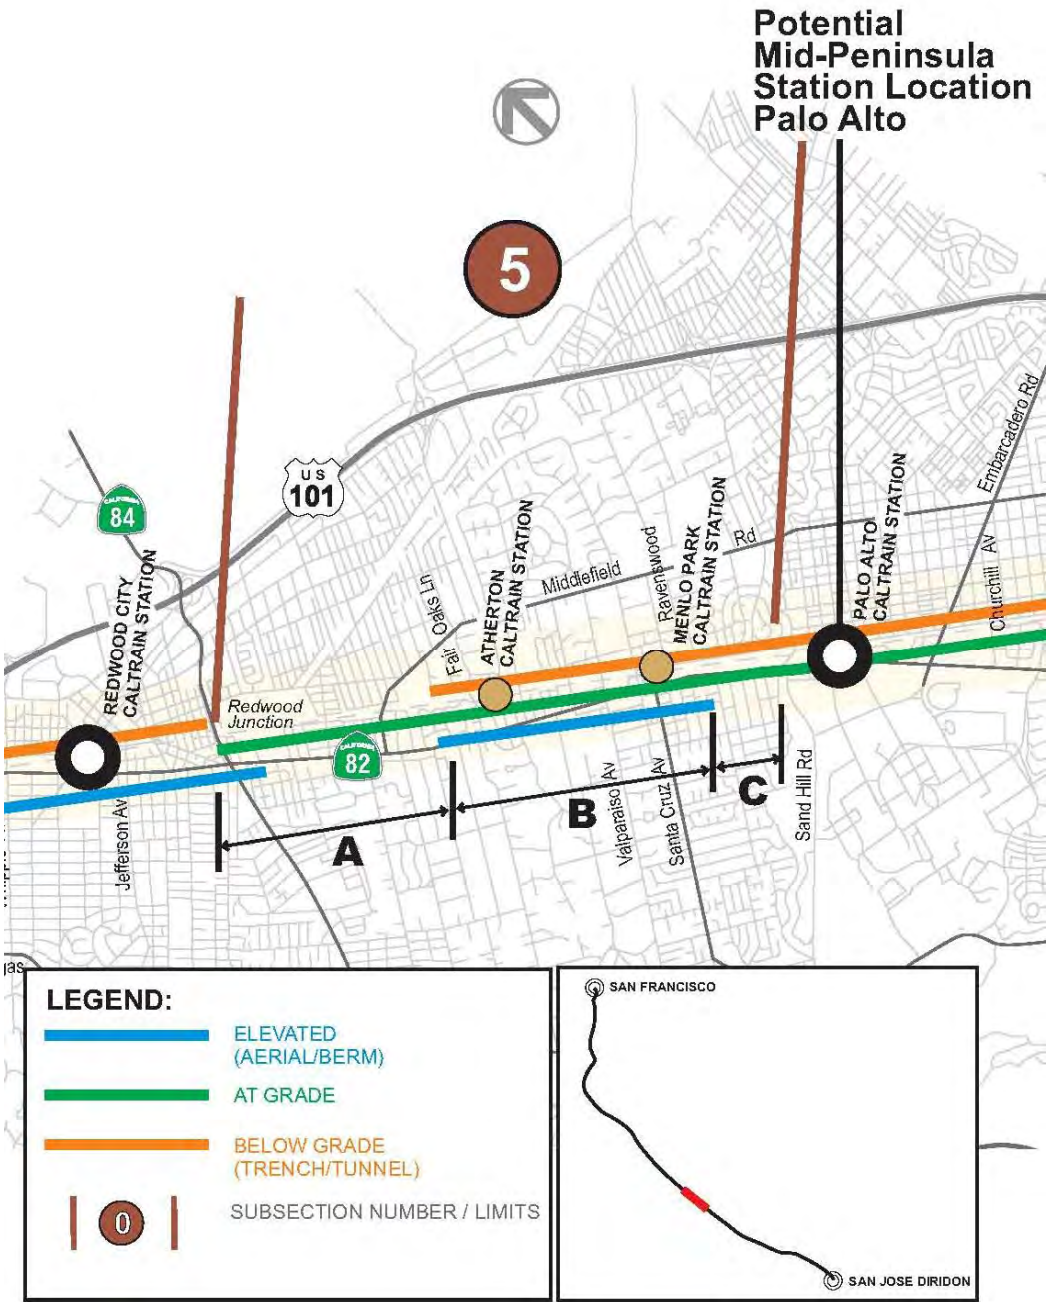 Potential
Mid-Peninsula
Station Location
Palo Alto
5
US
101
CALIFORNIA
84
REDWOOD CITY
CALTRAIN STATION
Fair Oaks Ln
ATHERTON
CALTRAIN STATION
Middlefield Rd
Ravenswood
MENLO PARK
CALTRAIN STATION
PALO ALTO
CALTRAIN STATION
Embarcadero Rd
Churchill Av
Redwood
Junction
CALIFORNIA
82
Jefferson Av
A
B
C
Valparaiso Av
Santa Cruz Av
Sand Hill Rd
gas
LEGEND:
ELEVATED
(AERIAL/BERM)
AT GRADE
BELOW GRADE
(TRENCH/TUNNEL)
0
SUBSECTION NUMBER / LIMITS
SAN FRANCISCO
SAN JOSE DIRIDON